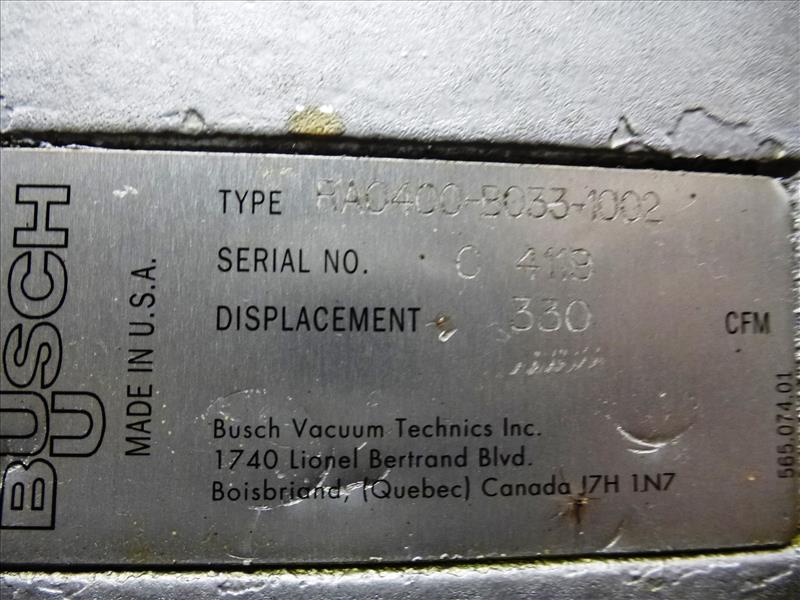 BUSCH
MADE IN U.S.A.
TYPE RA0400-B033-1002
SERIAL NO. C 4119
DISPLACEMENT 330 CFM
Busch Vacuum Technics Inc.
1740 Lionel Bertrand Blvd.
Boisbriand, (Quebec) Canada J7H 1N7
565.074.01